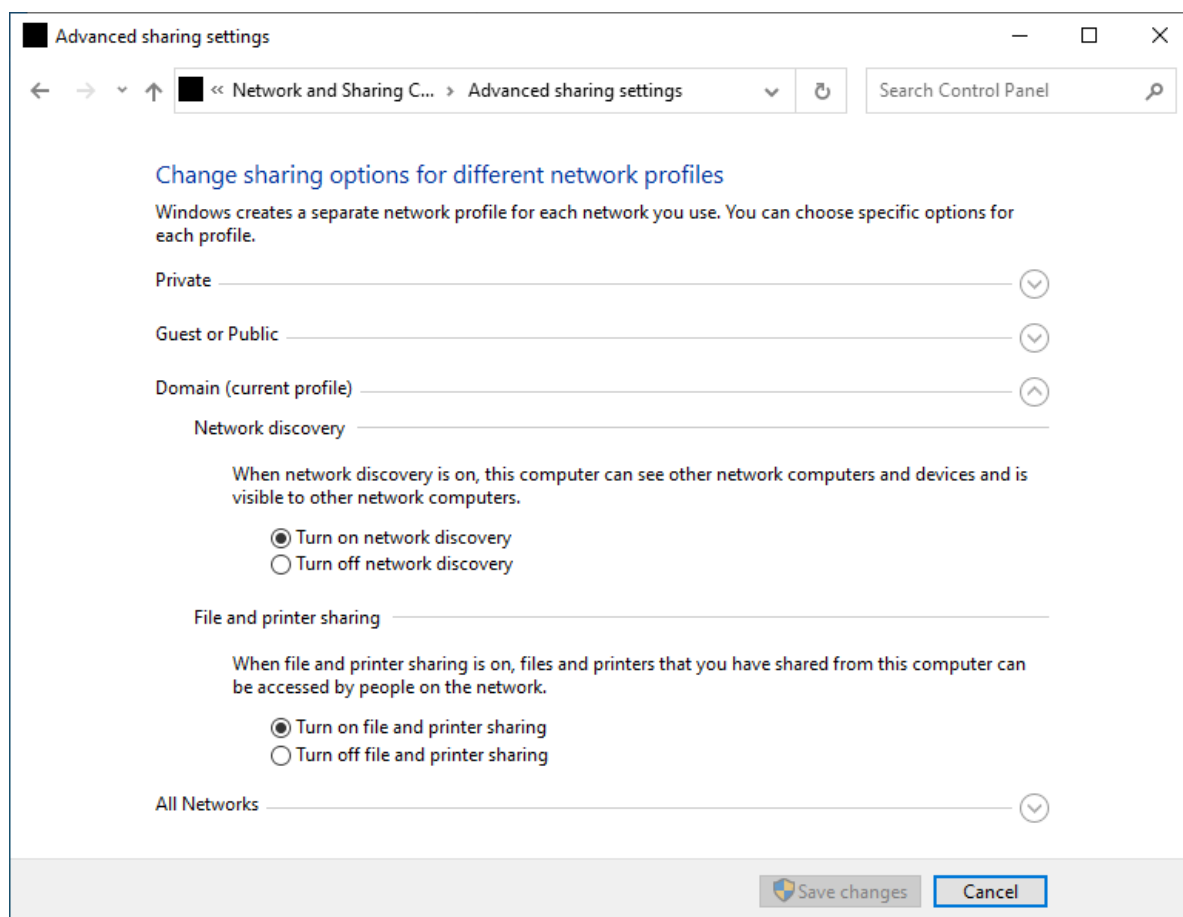 Advanced sharing settings
« Network and Sharing C... › Advanced sharing settings
Search Control Panel
Change sharing options for different network profiles
Windows creates a separate network profile for each network you use. You can choose specific options for
each profile.
Private
Guest or Public
Domain (current profile)
Network discovery
When network discovery is on, this computer can see other network computers and devices and is
visible to other network computers.
Turn on network discovery
Turn off network discovery
File and printer sharing
When file and printer sharing is on, files and printers that you have shared from this computer can
be accessed by people on the network.
Turn on file and printer sharing
Turn off file and printer sharing
All Networks
Save changes
Cancel